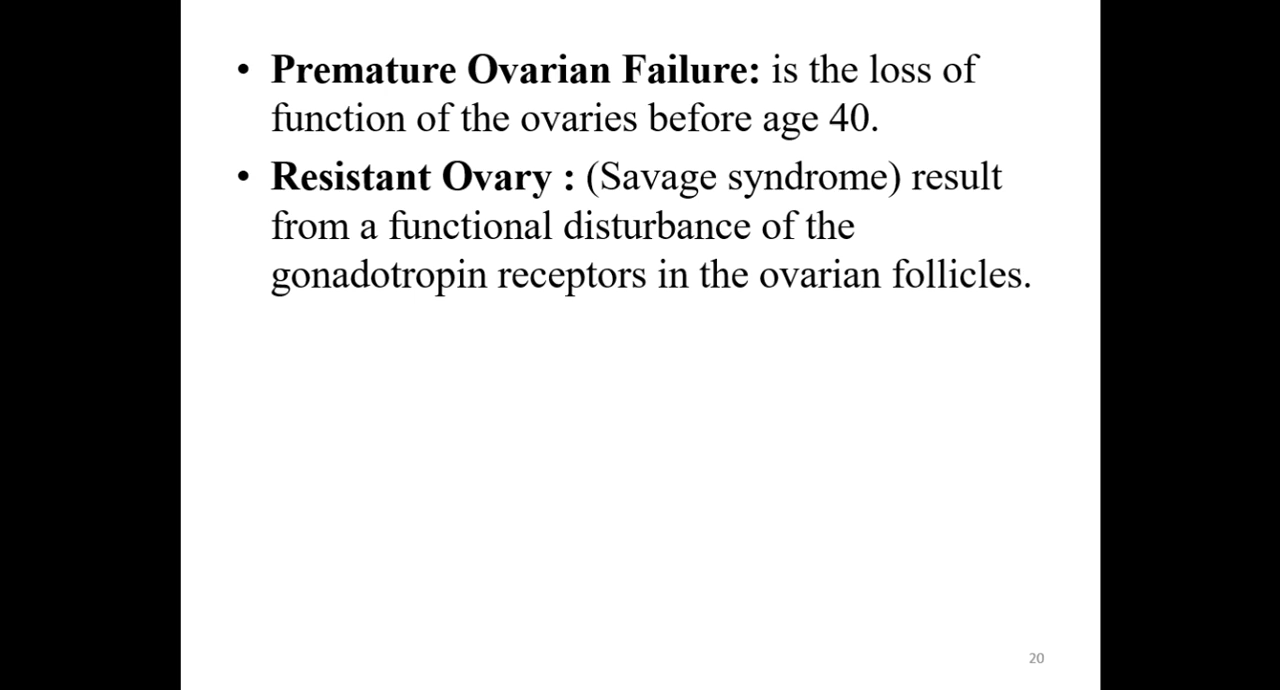 • Premature Ovarian Failure: is the loss of
function of the ovaries before age 40.
• Resistant Ovary : (Savage syndrome) result
from a functional disturbance of the
gonadotropin receptors in the ovarian follicles.
20